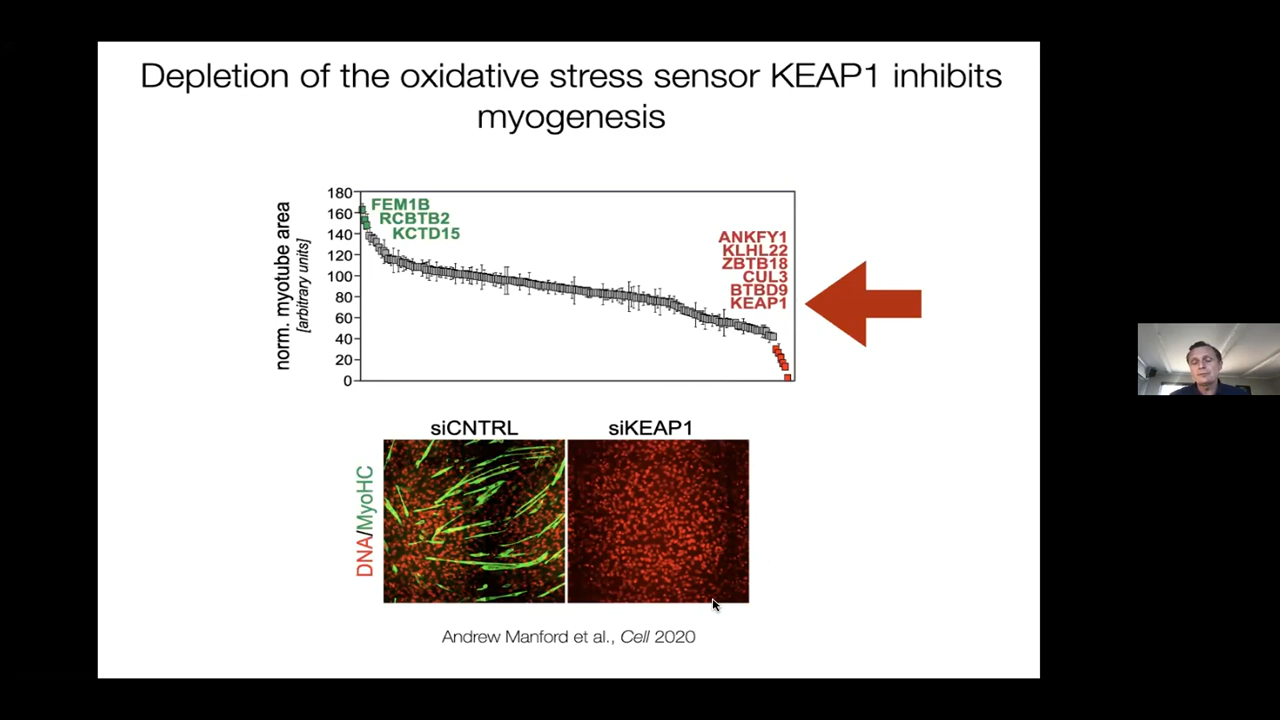 Depletion of the oxidative stress sensor KEAP1 inhibits
myogenesis
norm. myotube area
[arbitrary units]
180
160
140
120
100
80
60
40
20
0
FEM1B
RCBTB2
KCTD15
ANKFY1
KLHL22
ZBTB18
CUL3
BTBD9
KEAP1
siCNTRL
siKEAP1
DNA/MyoHC
Andrew Manford et al., Cell 2020